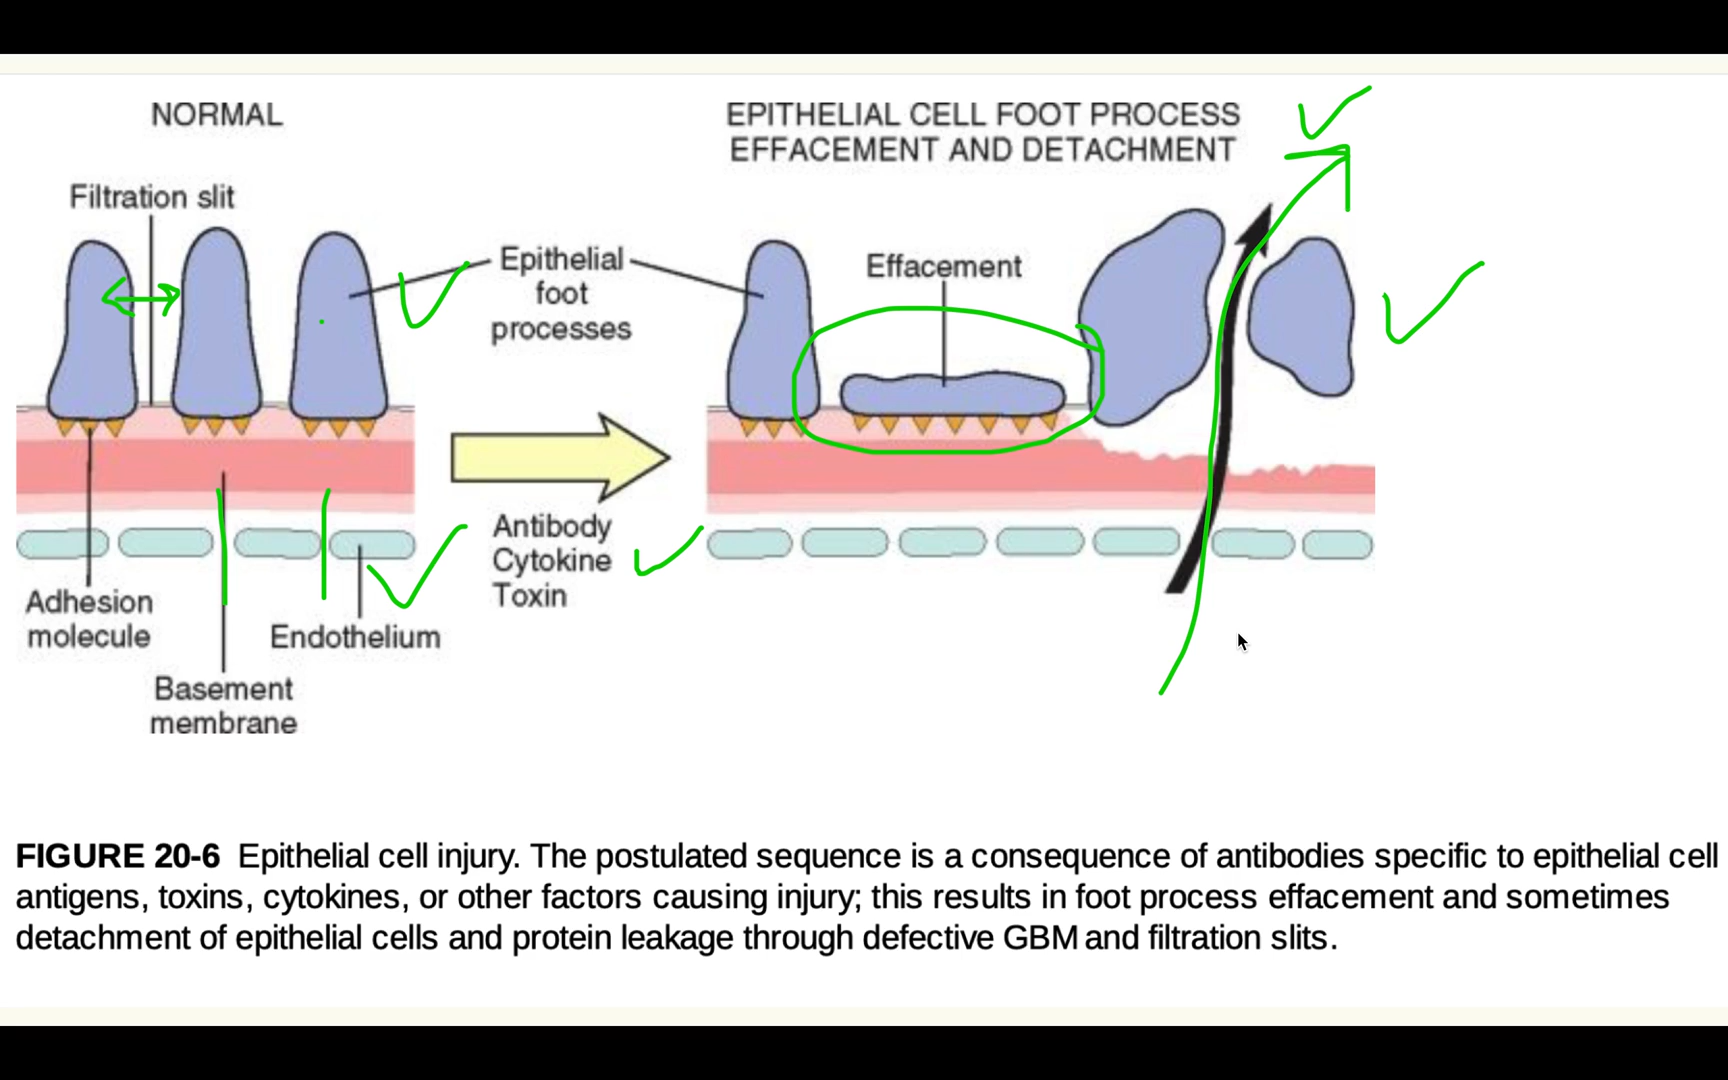 NORMAL
EPITHELIAL CELL FOOT PROCESS
EFFACEMENT AND DETACHMENT
Filtration slit
Epithelial
foot
processes
Effacement
Antibody
Cytokine
Toxin
Adhesion
molecule
Endothelium
Basement
membrane
FIGURE 20-6 Epithelial cell injury. The postulated sequence is a consequence of antibodies specific to epithelial cell
antigens, toxins, cytokines, or other factors causing injury; this results in foot process effacement and sometimes
detachment of epithelial cells and protein leakage through defective GBM and filtration slits.